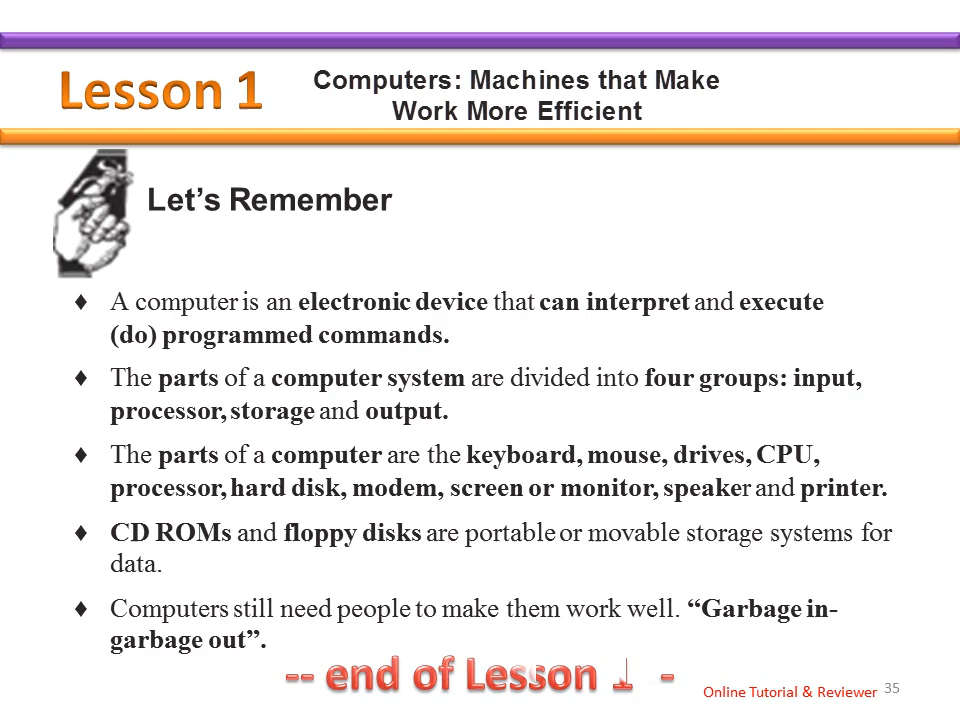 Lesson 1
Computers: Machines that Make
Work More Efficient
Let’s Remember
♦ A computer is an electronic device that can interpret and execute
(do) programmed commands.
♦ The parts of a computer system are divided into four groups: input,
processor, storage and output.
♦ The parts of a computer are the keyboard, mouse, drives, CPU,
processor, hard disk, modem, screen or monitor, speaker and printer.
♦ CD ROMs and floppy disks are portable or movable storage systems for
data.
♦ Computers still need people to make them work well. “Garbage in-
garbage out”.
-- end of Lesson 1 -
Online Tutorial & Reviewer 35